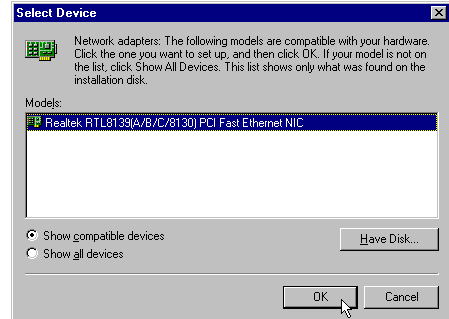 Select Device
Network adapters: The following models are compatible with your hardware.
Click the one you want to set up, and then click OK. If your model is not on
the list, click Show All Devices. This list shows only what was found on the
installation disk.
Models:
Realtek RTL8139(A/B/C/8130) PCI Fast Ethernet NIC
Show compatible devices
Show all devices
Have Disk...
OK
Cancel